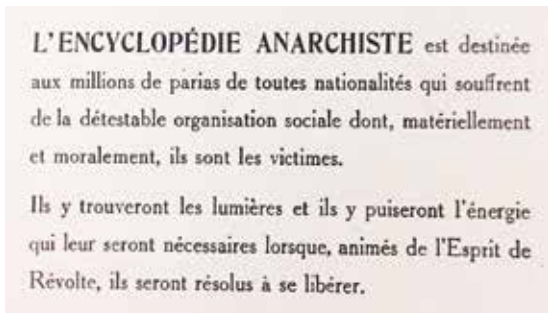 L'ENCYCLOPÉDIE ANARCHISTE est destinée
aux millions de parias de toutes nationalités qui souffrent
de la détestable organisation sociale dont, matériellement
et moralement, ils sont les victimes.
Ils y trouveront les lumières et ils y puiseront l'énergie
qui leur seront nécessaires lorsque, animés de l'Esprit de
Révolte, ils seront résolus à se libérer.